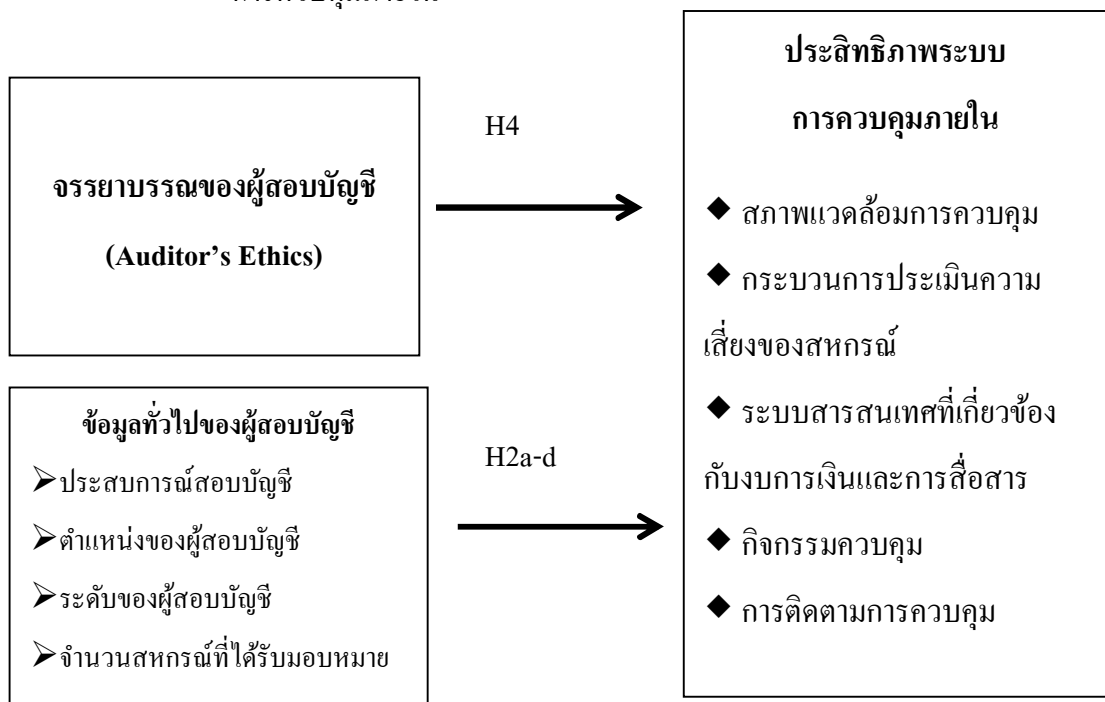 จรรยาบรรณของผู้สอบบัญชี
(Auditor’s Ethics)
H4
ข้อมูลทั่วไปของผู้สอบบัญชี
➢ประสบการณ์สอบบัญชี
➢ตำแหน่งของผู้สอบบัญชี
➢ระดับของผู้สอบบัญชี
➢จำนวนสหกรณ์ที่ได้รับมอบหมาย
H2a-d
ประสิทธิภาพระบบ
การควบคุมภายใน
◆ สภาพแวดล้อมการควบคุม
◆ กระบวนการประเมินความ
เสี่ยงของสหกรณ์
◆ ระบบสารสนเทศที่เกี่ยวข้อง
กับงบการเงินและการสื่อสาร
◆ กิจกรรมควบคุม
◆ การติดตามการควบคุม